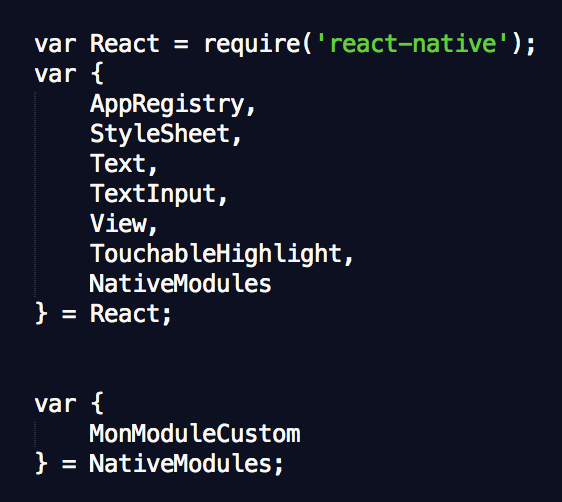 var React = require('react-native');
var {
    AppRegistry,
    StyleSheet,
    Text,
    TextInput,
    View,
    TouchableHighlight,
    NativeModules
} = React;
var {
    MonModuleCustom
} = NativeModules;